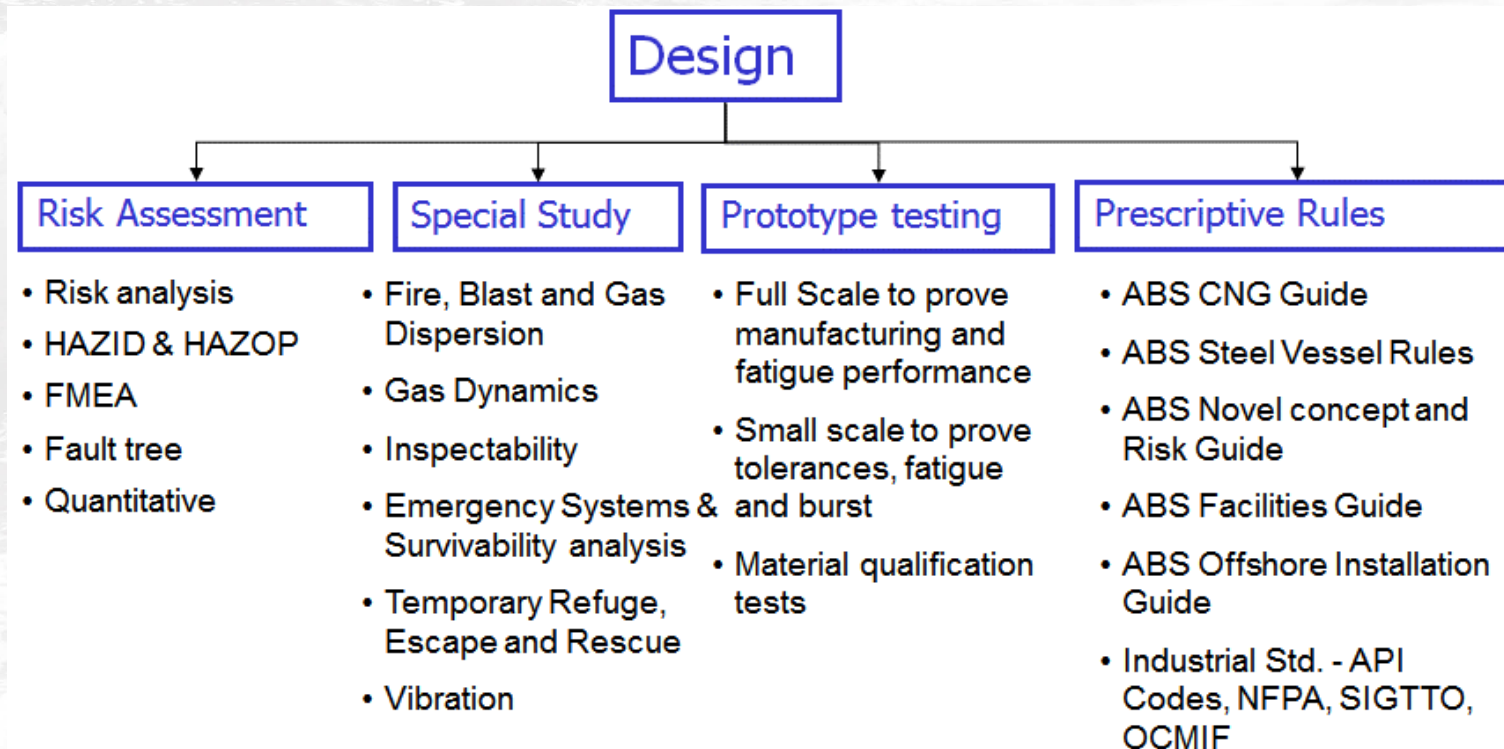 Design
Risk Assessment
• Risk analysis
• HAZID & HAZOP
• FMEA
• Fault tree
• Quantitative
Special Study
• Fire, Blast and Gas
Dispersion
• Gas Dynamics
• Inspectability
• Emergency Systems &
Survivability analysis
• Temporary Refuge,
Escape and Rescue
• Vibration
Prototype testing
• Full Scale to prove
manufacturing and
fatigue performance
• Small scale to prove
tolerances, fatigue
and burst
• Material qualification
tests
Prescriptive Rules
• ABS CNG Guide
• ABS Steel Vessel Rules
• ABS Novel concept and
Risk Guide
• ABS Facilities Guide
• ABS Offshore Installation
Guide
• Industrial Std. - API
Codes, NFPA, SIGTTO,
OCMIF